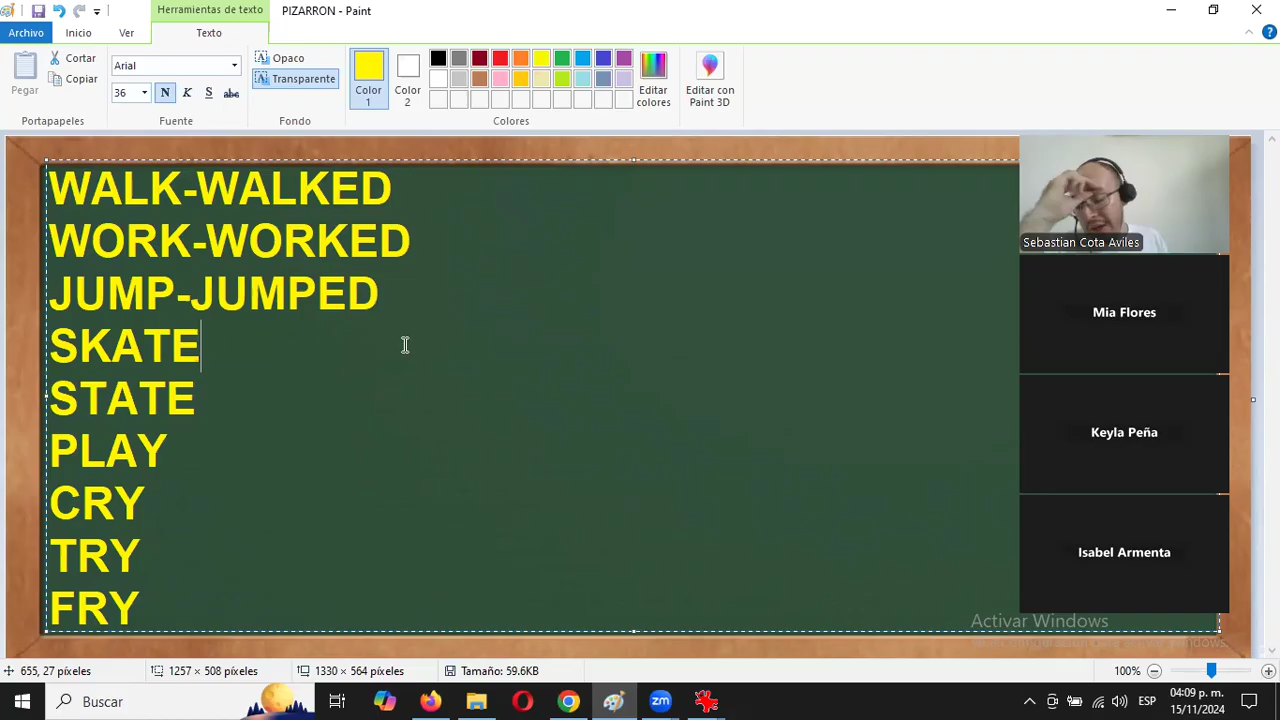 Herramientas de texto
PIZARRON - Paint
Archivo
Inicio
Ver
Texto
Pegar
Cortar
Copiar
Portapapeles
Arial
36
N
K
S
abc
Fuente
Opaco
Transparente
Fondo
Color
1
Color
2
Editar
colores
Colores
Editar con
Paint 3D
WALK-WALKED
WORK-WORKED
JUMP-JUMPED
SKATE
STATE
PLAY
CRY
TRY
FRY
Sebastian Cota Aviles
Mia Flores
Keyla Peña
Isabel Armenta
Activar Windows
655, 27 píxeles
1257 × 508 píxeles
1330 × 564 píxeles
Tamaño: 59.6KB
100%
Buscar
zm
ESP
04:09 p. m.
15/11/2024